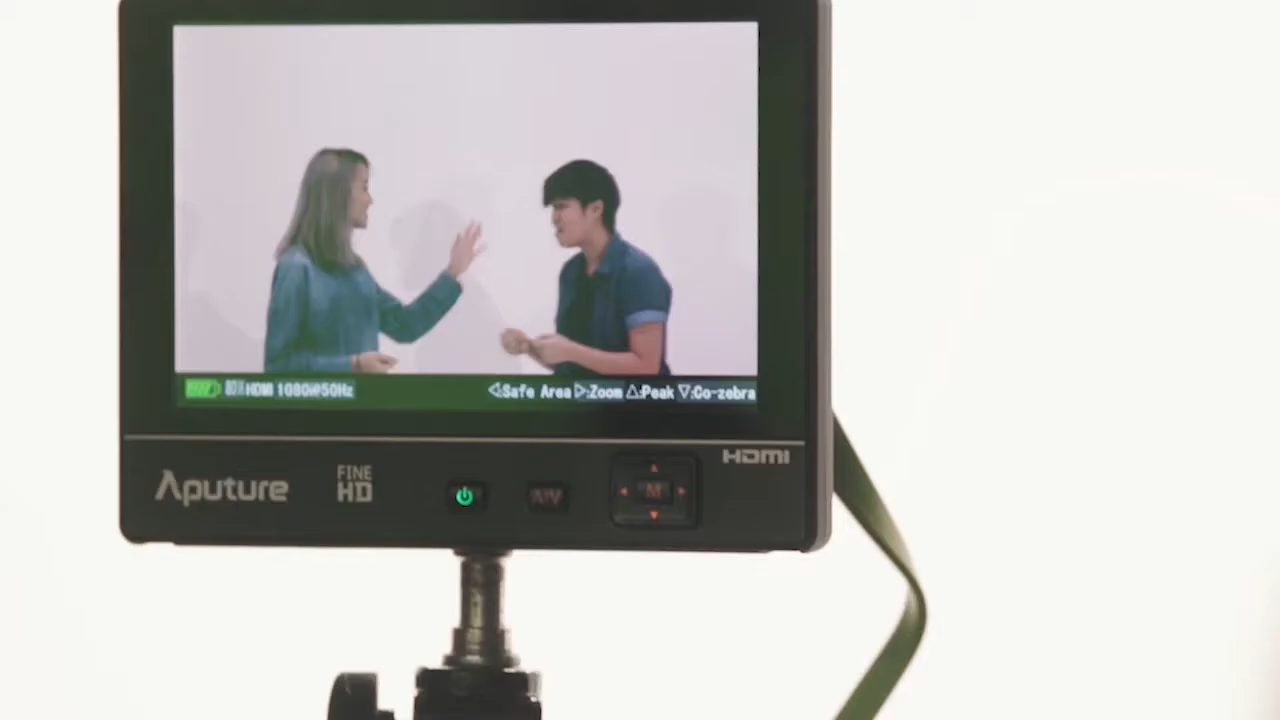 HDMI 1080@50Hz ◁:Safe Area ▷:Zoom △:Peak ▽:Co-zebra
HDMI
Aputure FINE HD A/V M